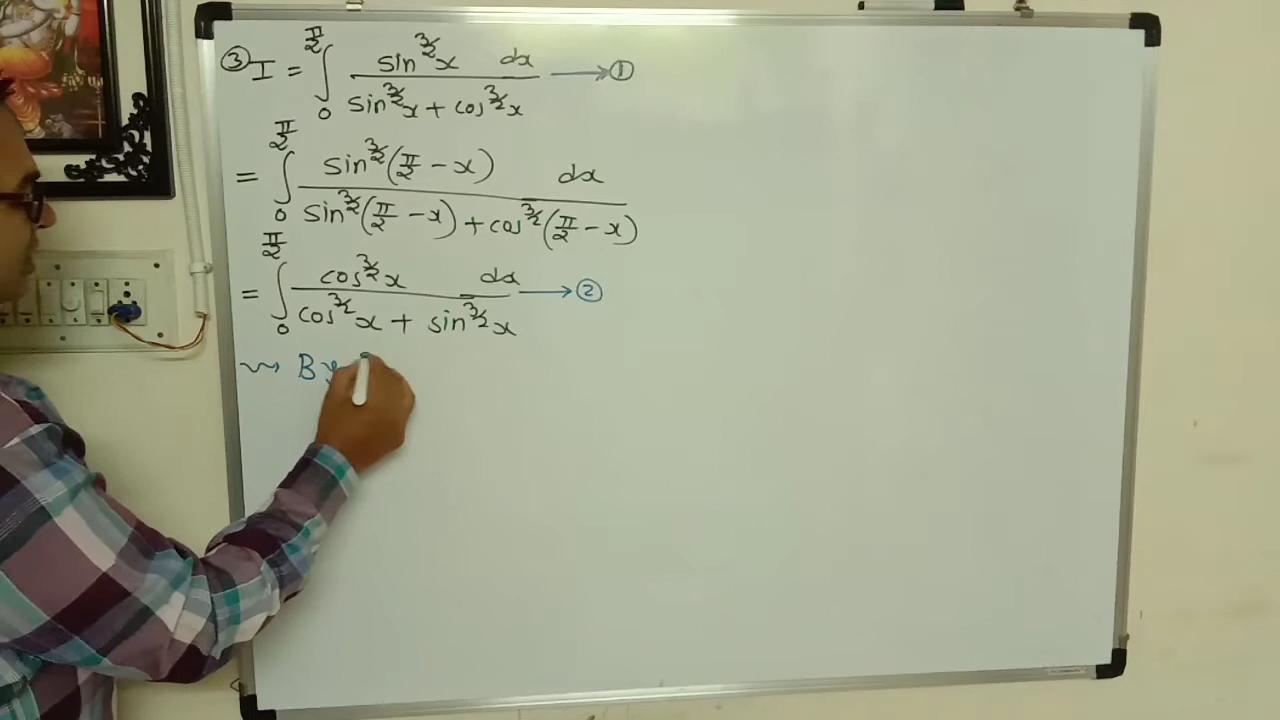 ③ I = ∫₀^{π/2} sin^{3/2}x dx / (sin^{3/2}x + cos^{3/2}x) ⟶ ①
= ∫₀^{π/2} sin^{3/2}(π/2 − x) dx / (sin^{3/2}(π/2 − x) + cos^{3/2}(π/2 − x))
= ∫₀^{π/2} cos^{3/2}x dx / (cos^{3/2}x + sin^{3/2}x) ⟶ ②
⇝ By